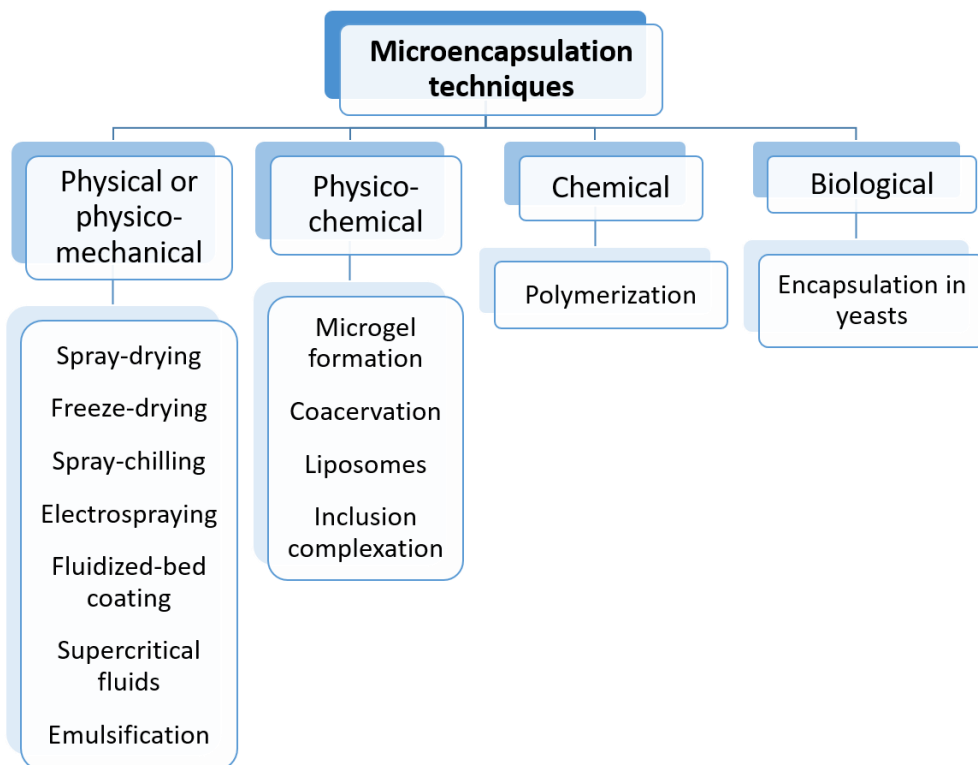 Microencapsulation
techniques
Physical or
physico-
mechanical
Spray-drying
Freeze-drying
Spray-chilling
Electrospraying
Fluidized-bed
coating
Supercritical
fluids
Emulsification
Physico-
chemical
Microgel
formation
Coacervation
Liposomes
Inclusion
complexation
Chemical
Polymerization
Biological
Encapsulation in
yeasts